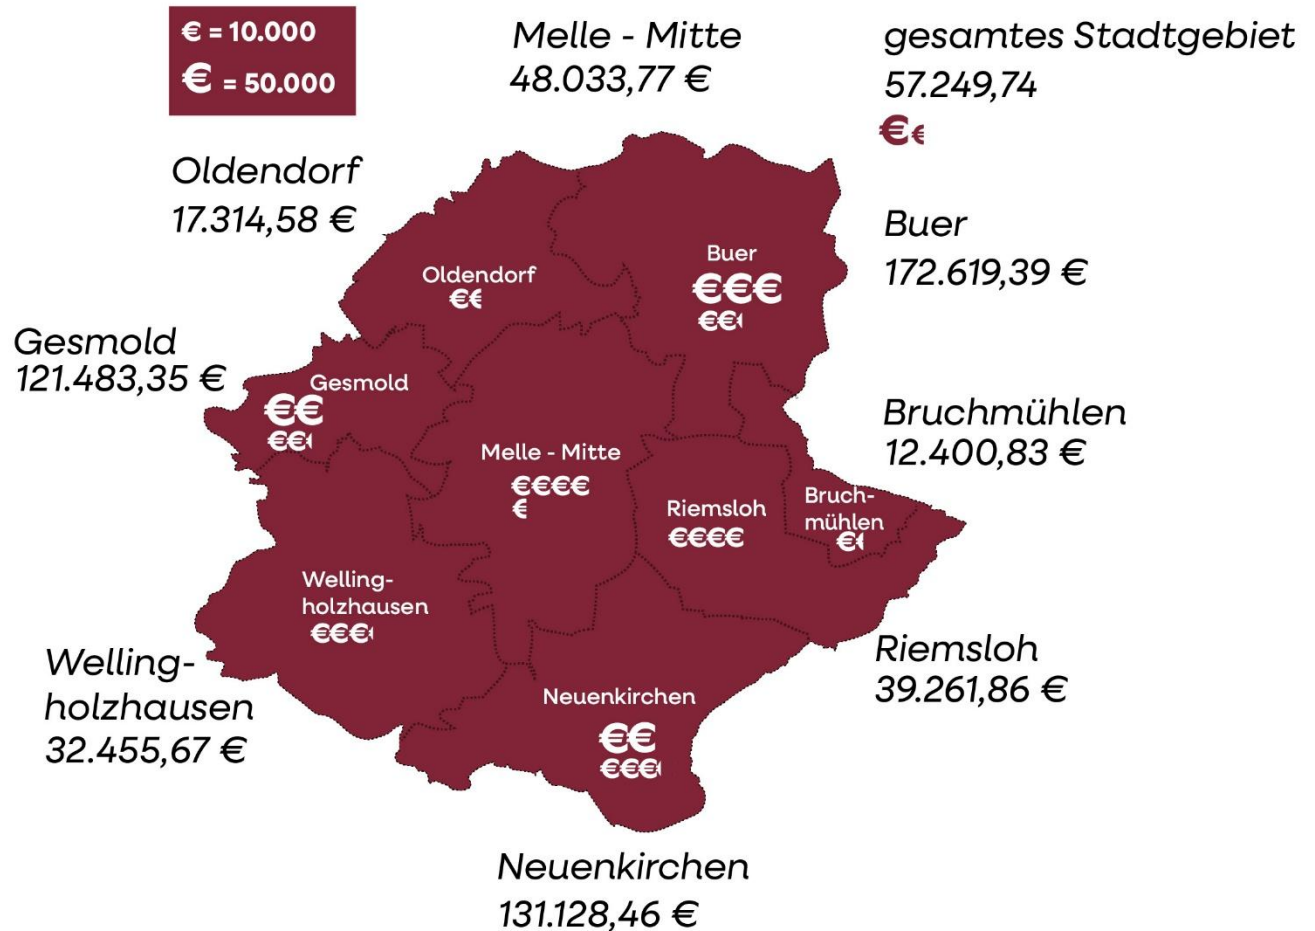 € = 10.000
€ = 50.000
Melle - Mitte
48.033,77 €
gesamtes Stadtgebiet
57.249,74
€€
Oldendorf
17.314,58 €
Buer
172.619,39 €
Gesmold
121.483,35 €
Bruchmühlen
12.400,83 €
Welling-
holzhausen
32.455,67 €
Riemsloh
39.261,86 €
Neuenkirchen
131.128,46 €
Buer
€€€
€€€
Oldendorf
€€
Gesmold
€€
€€€
Melle - Mitte
€€€€
€
Riemsloh
€€€€
Bruch-
mühlen
€€
Welling-
holzhausen
€€€€
Neuenkirchen
€€
€€€€